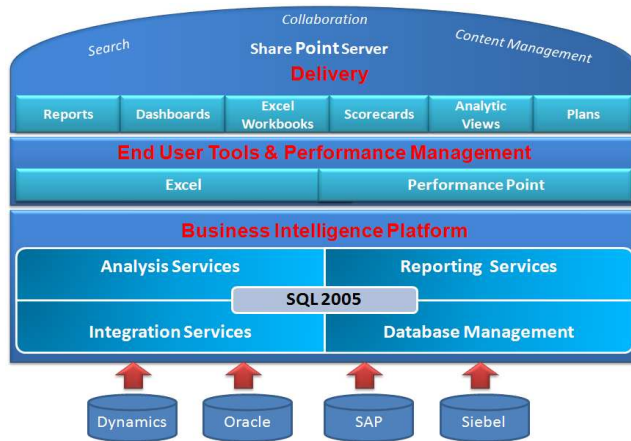 Collaboration
Search
Content Management
Share Point Server
Delivery
Reports
Dashboards
Excel
Workbooks
Scorecards
Analytic
Views
Plans
End User Tools & Performance Management
Excel
Performance Point
Business Intelligence Platform
Analysis Services
Reporting Services
SQL 2005
Integration Services
Database Management
Dynamics
Oracle
SAP
Siebel